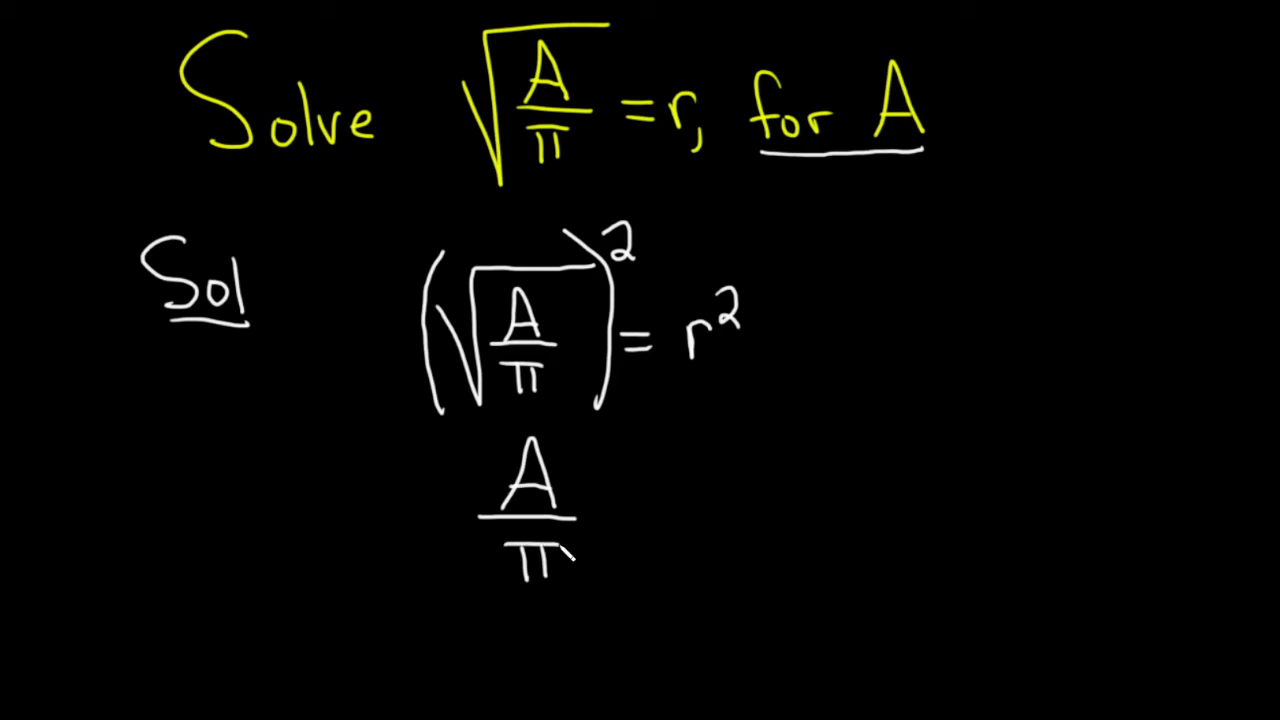 Solve √(A/π) = r, for A
Sol (√(A/π))² = r²
A/π